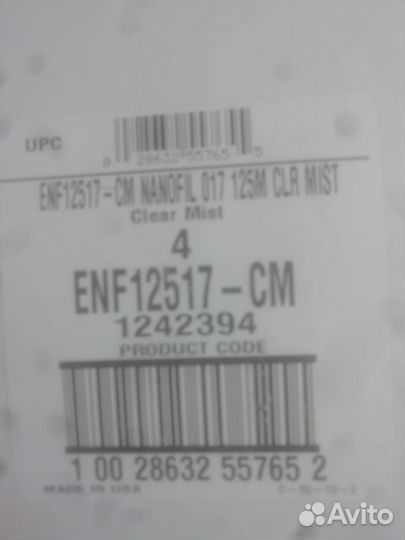 UPC
0 28632 55765 5
ENF12517-CM NANOFIL 017 125M CLR MIST
Clear Mist
4
ENF12517-CM
1242394
PRODUCT CODE
1 00 28632 55765 2
MADE IN USA
Avito